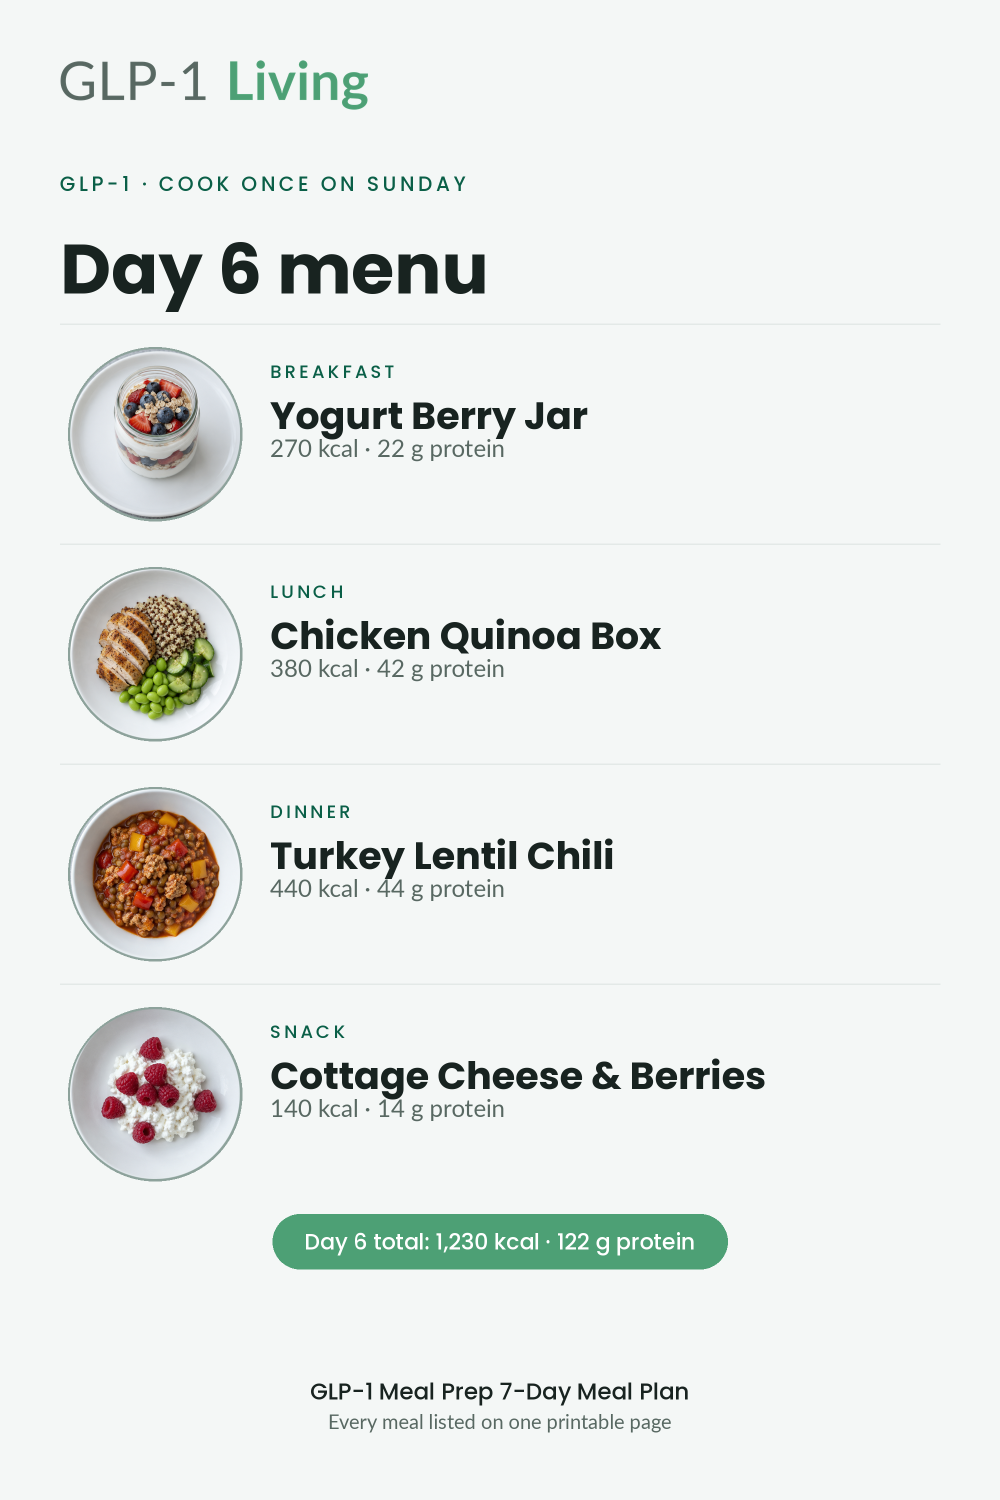 GLP-1 Living
GLP-1 · COOK ONCE ON SUNDAY
Day 6 menu
BREAKFAST
Yogurt Berry Jar
270 kcal · 22 g protein
LUNCH
Chicken Quinoa Box
380 kcal · 42 g protein
DINNER
Turkey Lentil Chili
440 kcal · 44 g protein
SNACK
Cottage Cheese & Berries
140 kcal · 14 g protein
Day 6 total: 1,230 kcal · 122 g protein
GLP-1 Meal Prep 7-Day Meal Plan
Every meal listed on one printable page